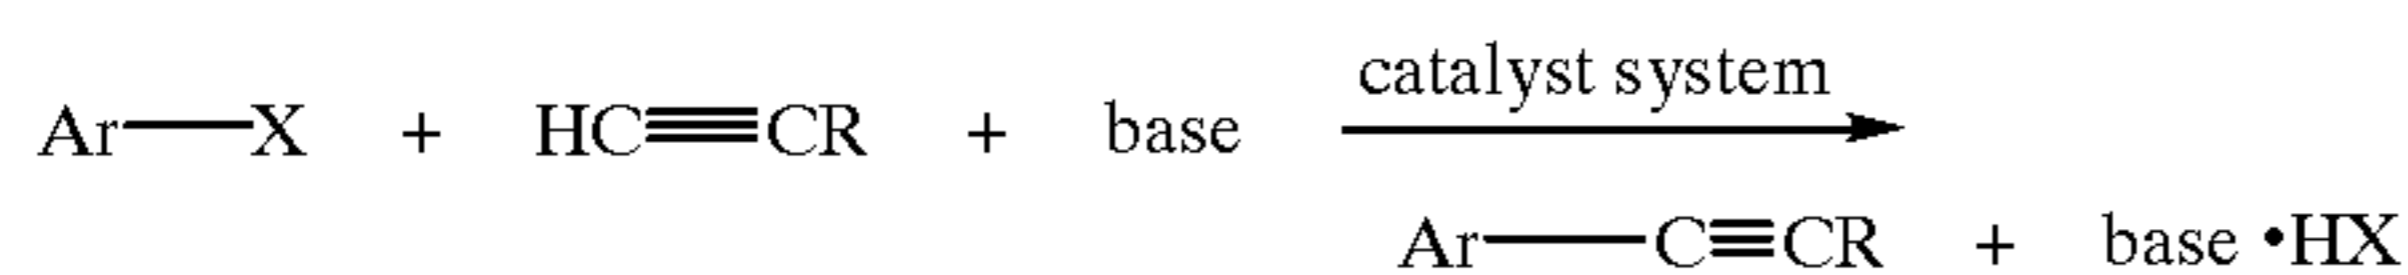 Ar—X + HC≡CR + base catalyst system
Ar—C≡CR + base •HX